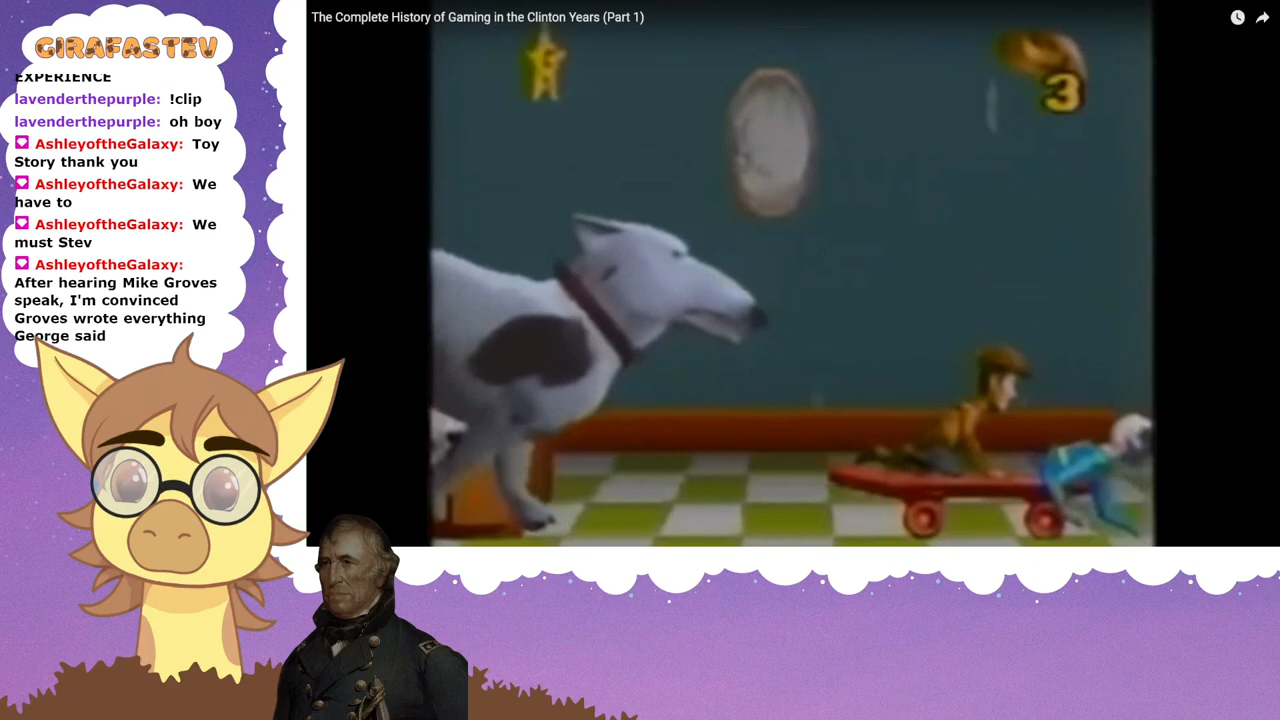 The Complete History of Gaming in the Clinton Years (Part 1)
GIRAFASTEV
EXPERIENCE
lavenderthepurple: !clip
lavenderthepurple: oh boy
AshleyoftheGalaxy: Toy
Story thank you
AshleyoftheGalaxy: We
have to
AshleyoftheGalaxy: We
must Stev
AshleyoftheGalaxy:
After hearing Mike Groves
speak, I'm convinced
Groves wrote everything
George said
3